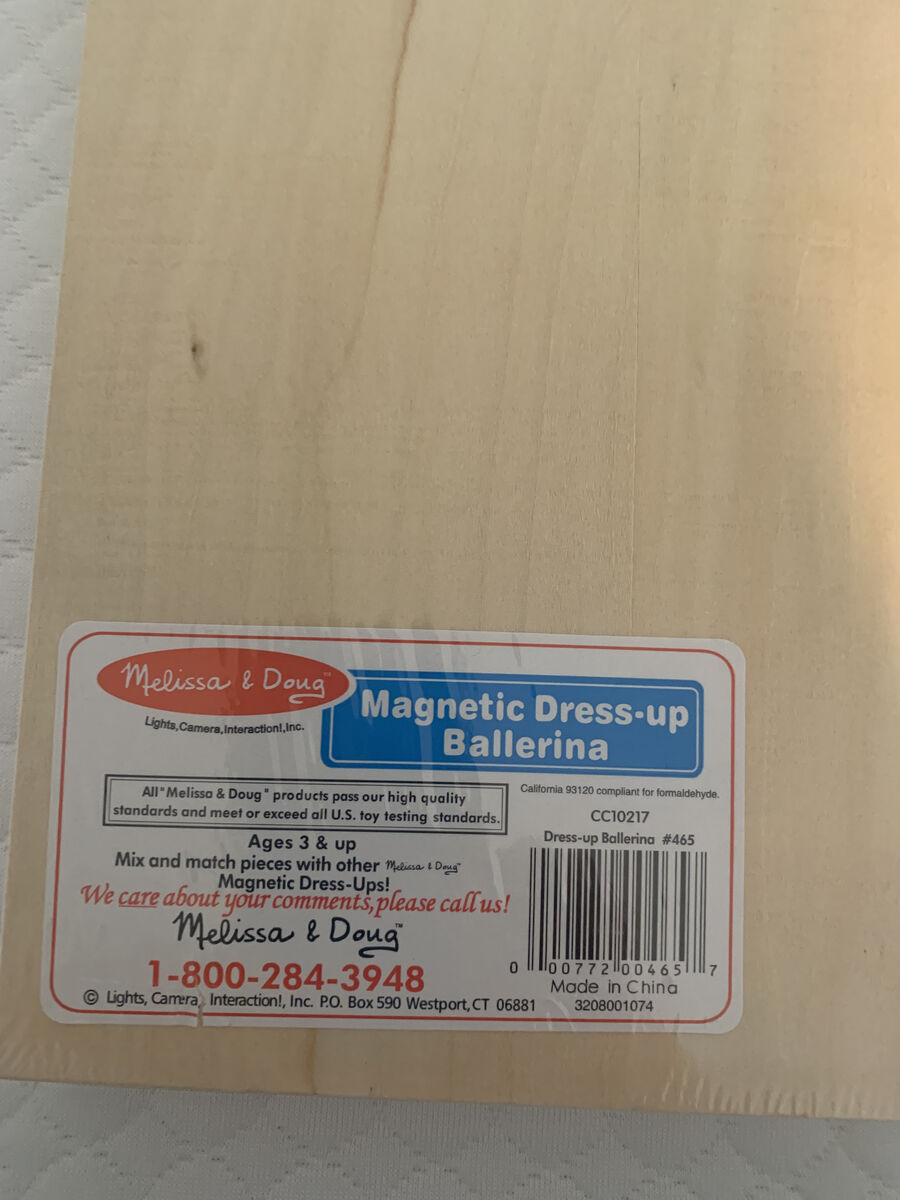 Melissa & Doug™
Lights,Camera,Interaction!,Inc.
Magnetic Dress-up
Ballerina
All "Melissa & Doug" products pass our high quality
standards and meet or exceed all U.S. toy testing standards.
Ages 3 & up
Mix and match pieces with other Melissa & Doug™
Magnetic Dress-Ups!
We care about your comments,please call us!
Melissa & Doug™
1-800-284-3948
© Lights, Camera, Interaction!, Inc. P.O. Box 590 Westport,CT 06881
California 93120 compliant for formaldehyde.
CC10217
Dress-up Ballerina #465
0 00772 00465 7
Made in China
3208001074